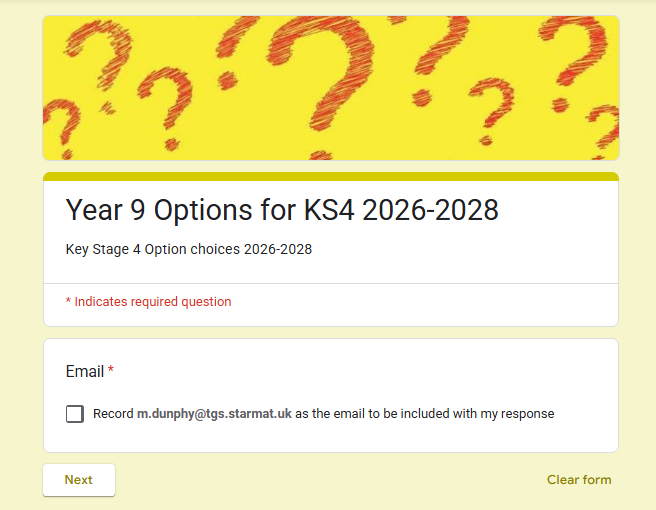 Year 9 Options for KS4 2026-2028
Key Stage 4 Option choices 2026-2028
* Indicates required question
Email *
Record m.dunphy@tgs.starmat.uk as the email to be included with my response
Next
Clear form